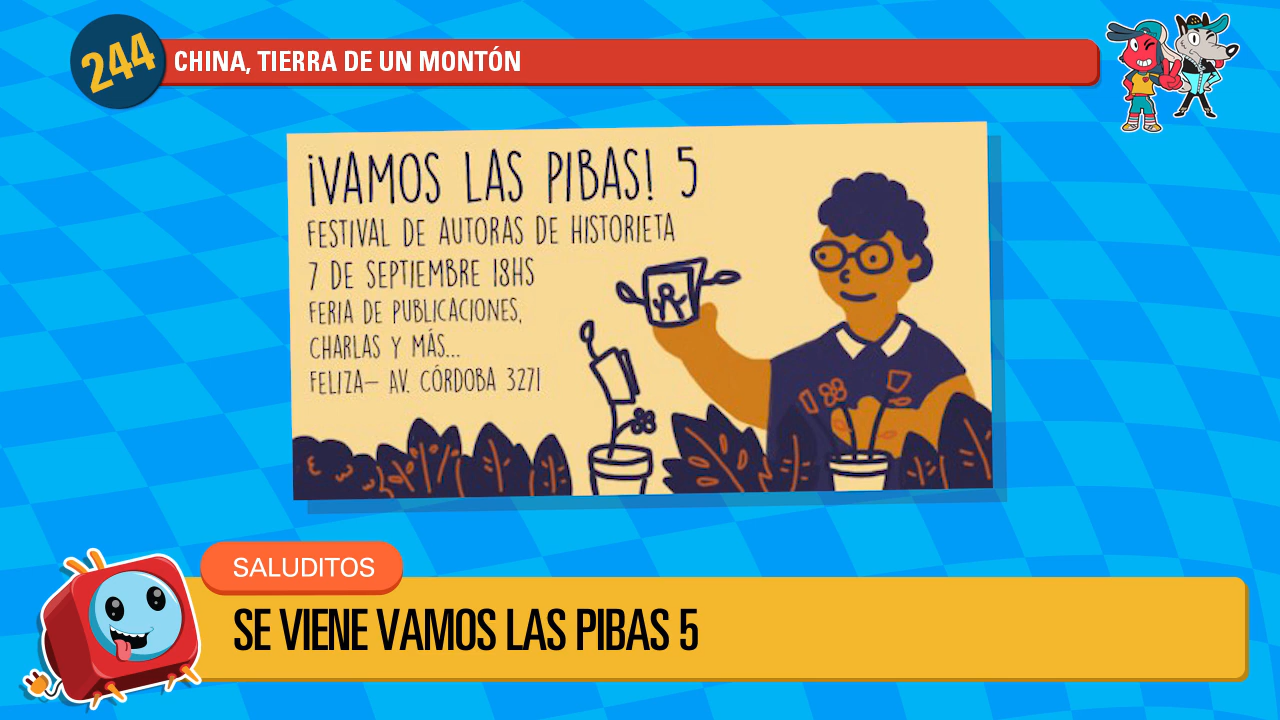 244
CHINA, TIERRA DE UN MONTÓN
¡VAMOS LAS PIBAS! 5
FESTIVAL DE AUTORAS DE HISTORIETA
7 DE SEPTIEMBRE 18HS
FERIA DE PUBLICACIONES,
CHARLAS Y MÁS...
FELIZA– AV. CÓRDOBA 3271
SALUDITOS
SE VIENE VAMOS LAS PIBAS 5